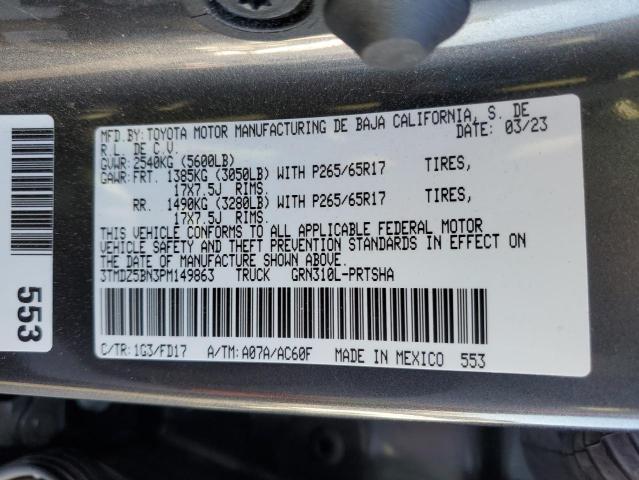 MFD.BY:TOYOTA MOTOR MANUFACTURING DE BAJA CALIFORNIA, S. DE
R.L. DE C.V. DATE: 03/23
GVWR:2540KG (5600LB)
GAWR:FRT. 1385KG (3050LB) WITH P265/65R17 TIRES,
17X7.5J RIMS,
RR. 1490KG (3280LB) WITH P265/65R17 TIRES,
17X7.5J RIMS.
THIS VEHICLE CONFORMS TO ALL APPLICABLE FEDERAL MOTOR
VEHICLE SAFETY AND THEFT PREVENTION STANDARDS IN EFFECT ON
THE DATE OF MANUFACTURE SHOWN ABOVE.
3TMDZ5BN3PM149863 TRUCK GRN310L-PRTSHA
C/TR:1G3/FD17 A/TM:A07A/AC60F MADE IN MEXICO 553
553